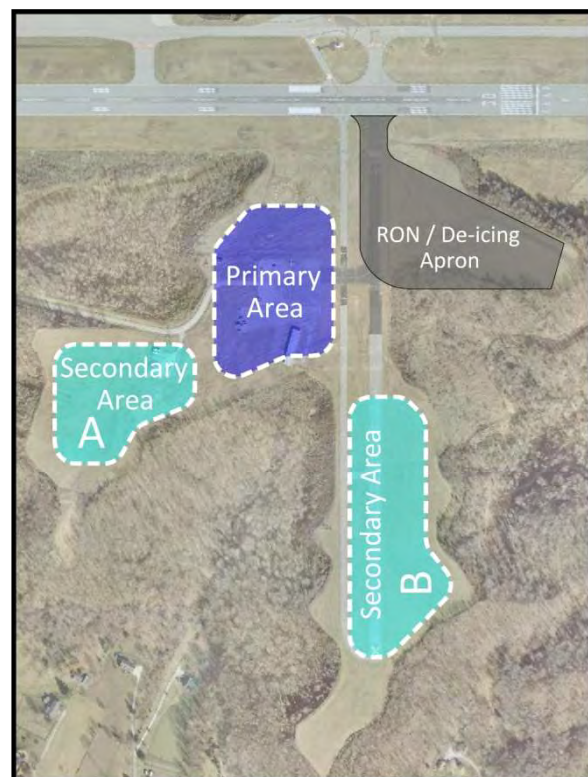 RON / De-icing
Apron
Primary
Area
Secondary
Area
A
Secondary Area
B